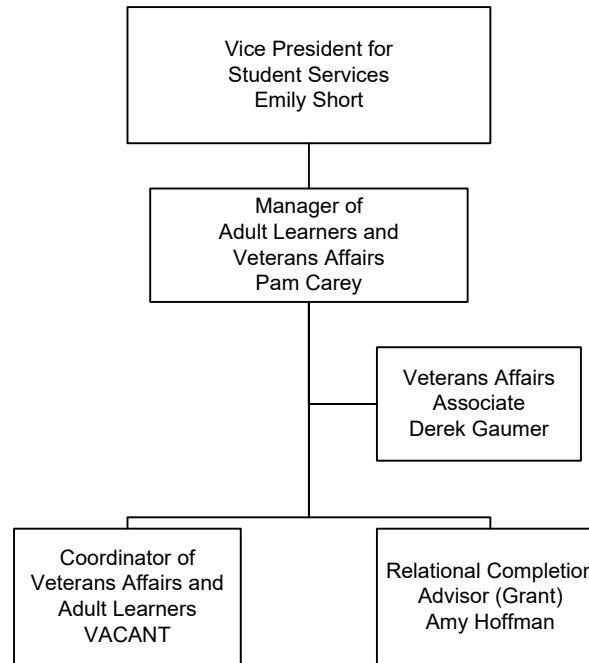 Vice President for
Student Services
Emily Short
Manager of
Adult Learners and
Veterans Affairs
Pam Carey
Veterans Affairs
Associate
Derek Gaumer
Coordinator of
Veterans Affairs and
Adult Learners
VACANT
Relational Completion
Advisor (Grant)
Amy Hoffman